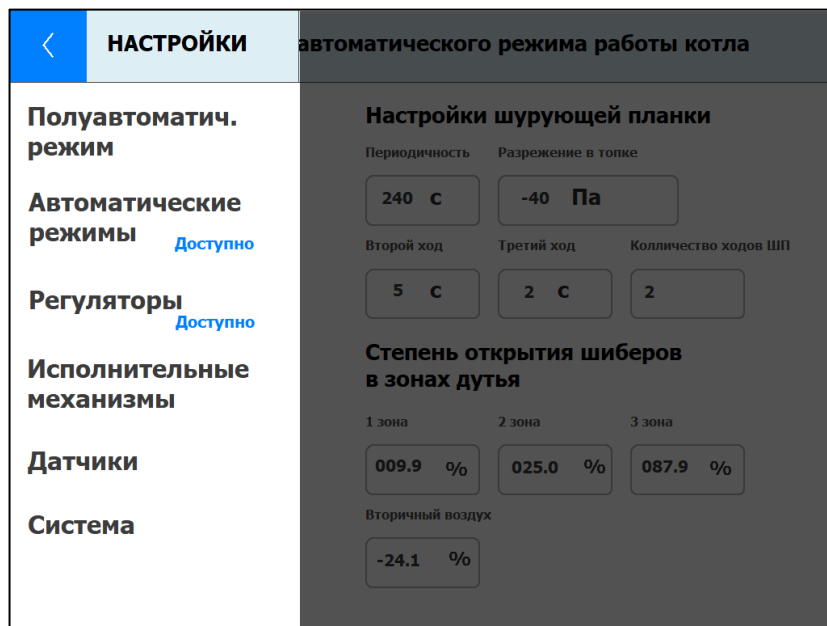 НАСТРОЙКИ
автоматического режима работы котла
Полуавтоматич.
режим
Автоматические
режимы
Доступно
Регуляторы
Доступно
Исполнительные
механизмы
Датчики
Система
Настройки шурующей планки
Периодичность Разрежение в топке
240 с -40 Па
Второй ход Третий ход Колличество ходов ШП
5 с 2 с 2
Степень открытия шиберов
в зонах дутья
1 зона 2 зона 3 зона
009.9 % 025.0 % 087.9 %
Вторичный воздух
-24.1 %